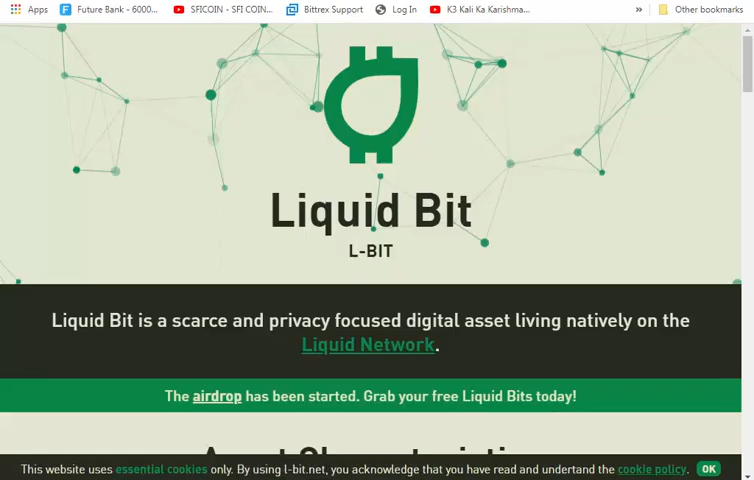 Apps Future Bank - 6000... SFICOIN - SFI COIN... Bittrex Support Log In K3 Kali Ka Karishma... » Other bookmarks
Liquid Bit
L-BIT
Liquid Bit is a scarce and privacy focused digital asset living natively on the
Liquid Network.
The airdrop has been started. Grab your free Liquid Bits today!
This website uses essential cookies only. By using l-bit.net, you acknowledge that you have read and undertand the cookie policy. OK